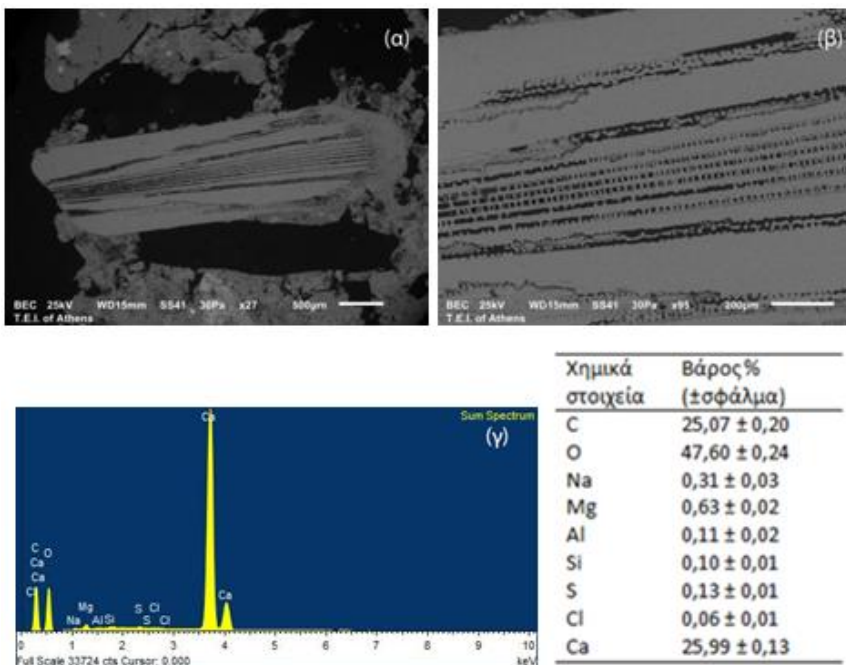 (α)
BEC 25kV WD15mm SS41 30Pa x27 500μm
T.E.I. of Athens
(β)
BEC 25kV WD15mm SS41 30Pa x95 200μm
T.E.I. of Athens
Sum Spectrum
(γ)
Ca
C
Ca O
Ca
Cl
Na Mg Al Si S S Cl Cl Ca
0 1 2 3 4 5 6 7 8 9 10
Full Scale 33724 cts Cursor: 0.000 keV
Χημικά στοιχεία Βάρος% (±σφάλμα)
C 25,07 ± 0,20
O 47,60 ± 0,24
Na 0,31 ± 0,03
Mg 0,63 ± 0,02
Al 0,11 ± 0,02
Si 0,10 ± 0,01
S 0,13 ± 0,01
Cl 0,06 ± 0,01
Ca 25,99 ± 0,13